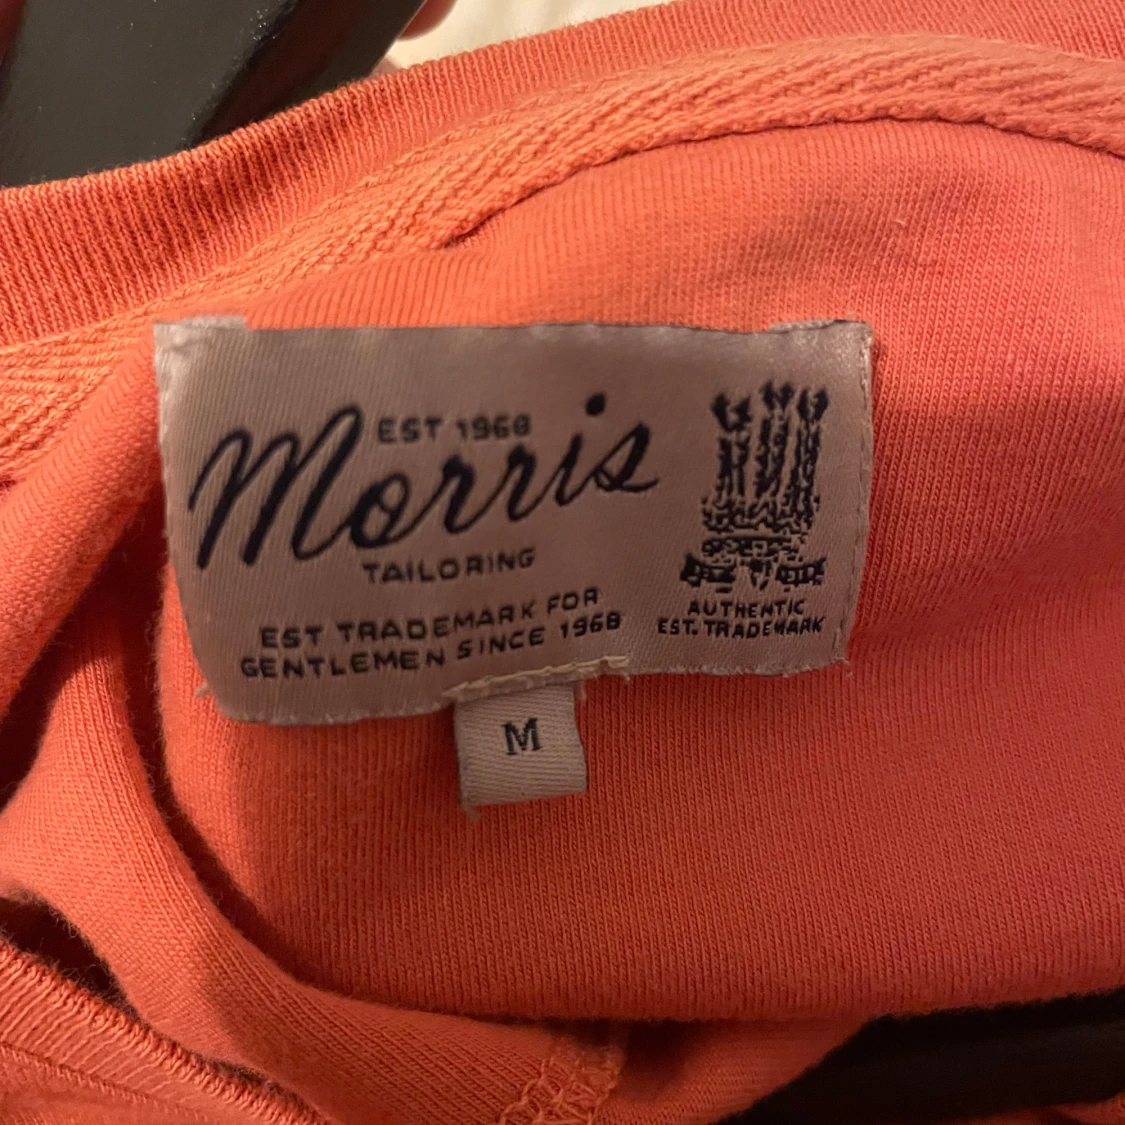 EST 1968
Morris
TAILORING
EST TRADEMARK FOR
GENTLEMEN SINCE 1968
AUTHENTIC
EST. TRADEMARK
M